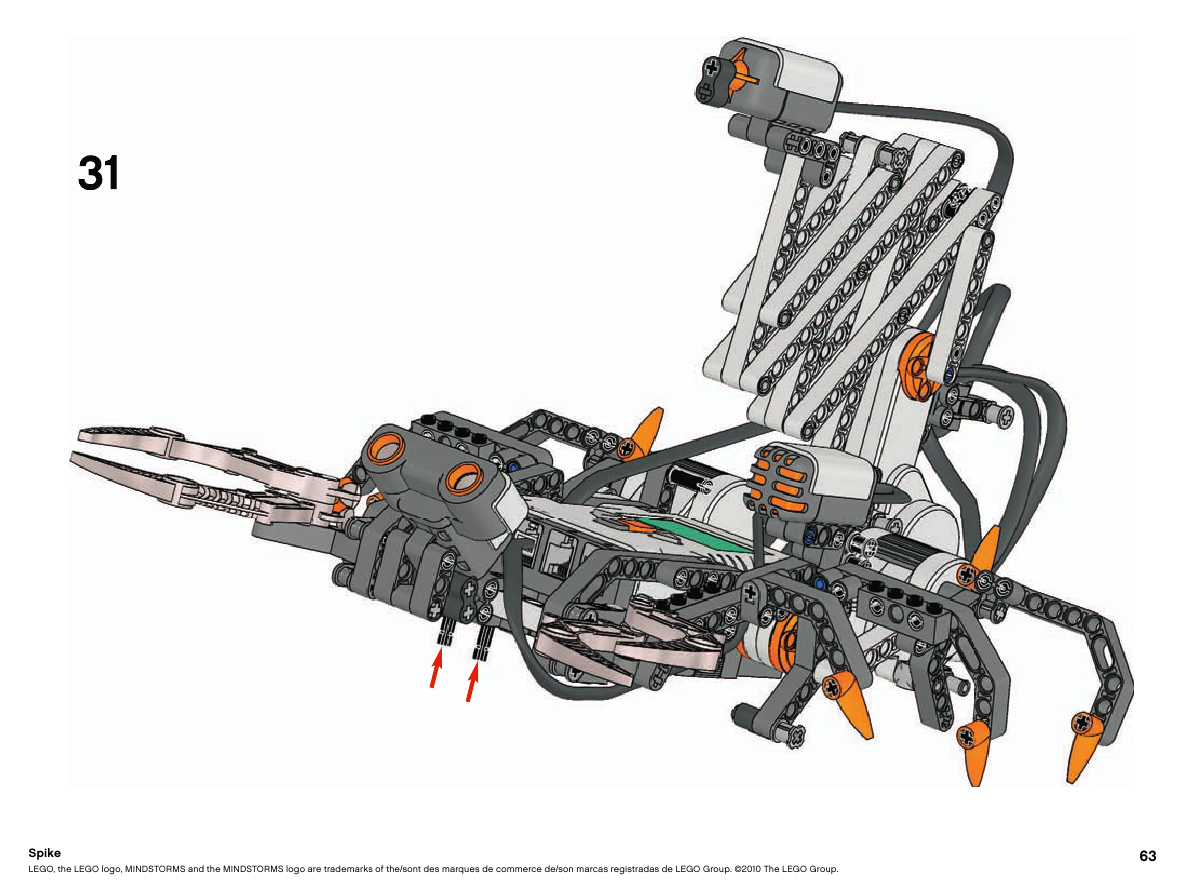 31
Spike
LEGO, the LEGO logo, MINDSTORMS and the MINDSTORMS logo are trademarks of the/sont des marques de commerce de/son marcas registradas de LEGO Group. ©2010 The LEGO Group.
63